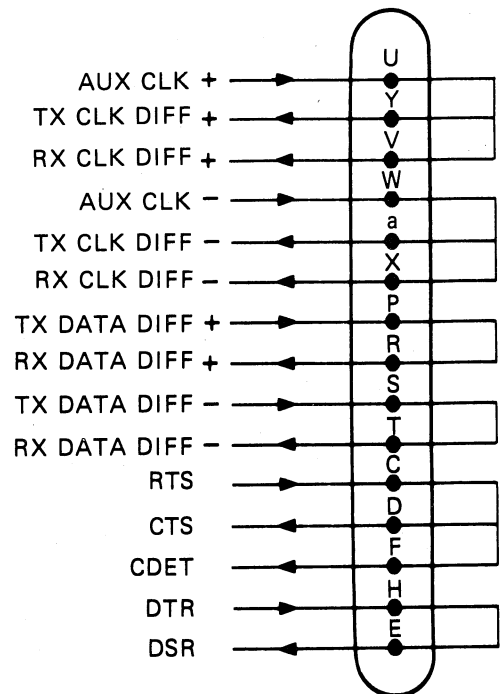 U
AUX CLK +
Y
TX CLK DIFF +
V
RX CLK DIFF +
W
AUX CLK -
a
TX CLK DIFF -
X
RX CLK DIFF -
P
TX DATA DIFF +
R
RX DATA DIFF +
S
TX DATA DIFF -
T
RX DATA DIFF -
C
RTS
D
CTS
F
CDET
H
DTR
E
DSR